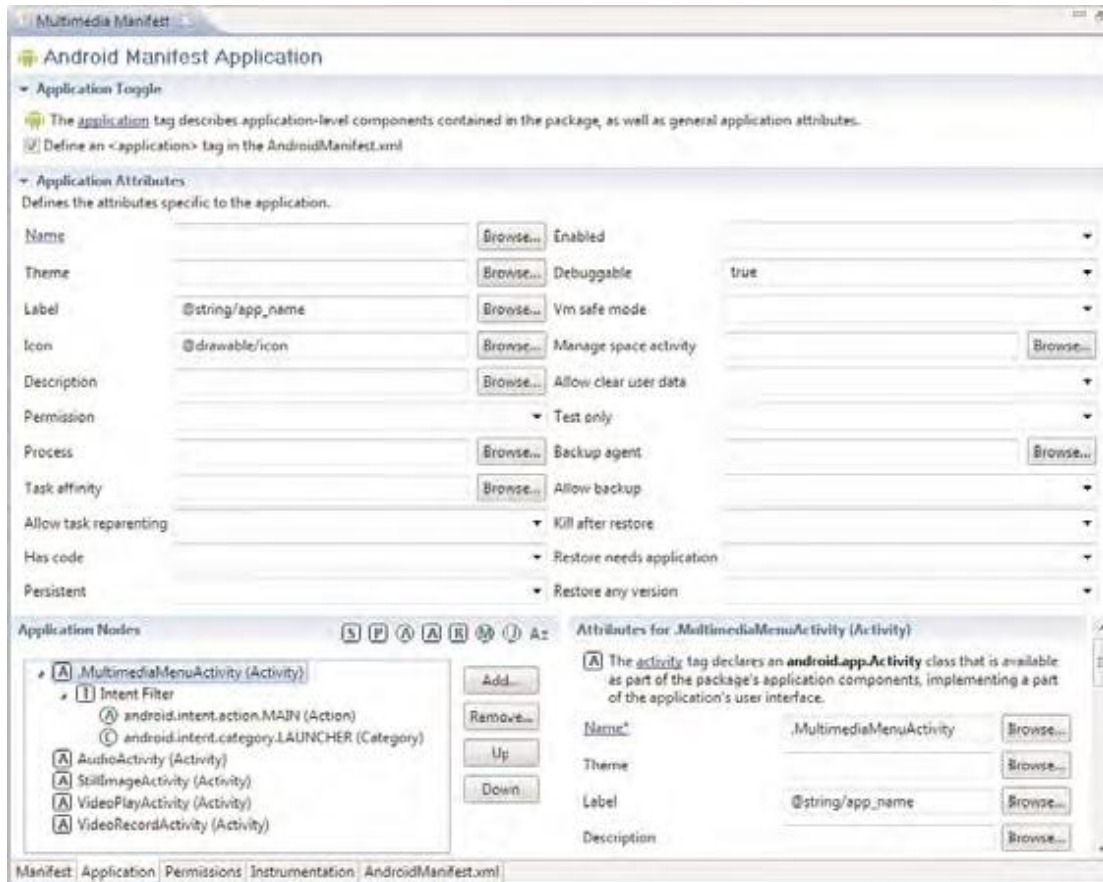 Multimedia Manifest
Android Manifest Application
Application Toggle
The application tag describes application-level components contained in the package, as well as general application attributes.
Define an <application> tag in the AndroidManifest.xml
Application Attributes
Defines the attributes specific to the application.
Name Browse... Enabled
Theme Browse... Debuggable true
Label @string/app_name Browse... Vm safe mode
Icon @drawable/icon Browse... Manage space activity Browse...
Description Browse... Allow clear user data
Permission Test only
Process Browse... Backup agent Browse...
Task affinity Browse... Allow backup
Allow task reparenting Kill after restore
Has code Restore needs application
Persistent Restore any version
Application Nodes S P A A R M U Az
A .MultimediaMenuActivity (Activity)
I Intent Filter
A android.intent.action.MAIN (Action)
C android.intent.category.LAUNCHER (Category)
A AudioActivity (Activity)
A StillImageActivity (Activity)
A VideoPlayActivity (Activity)
A VideoRecordActivity (Activity)
Add...
Remove...
Up
Down
Attributes for .MultimediaMenuActivity (Activity)
A The activity tag declares an android.app.Activity class that is available
as part of the package's application components, implementing a part
of the application's user interface.
Name* .MultimediaMenuActivity Browse...
Theme Browse...
Label @string/app_name Browse...
Description Browse...
Manifest Application Permissions Instrumentation AndroidManifest.xml